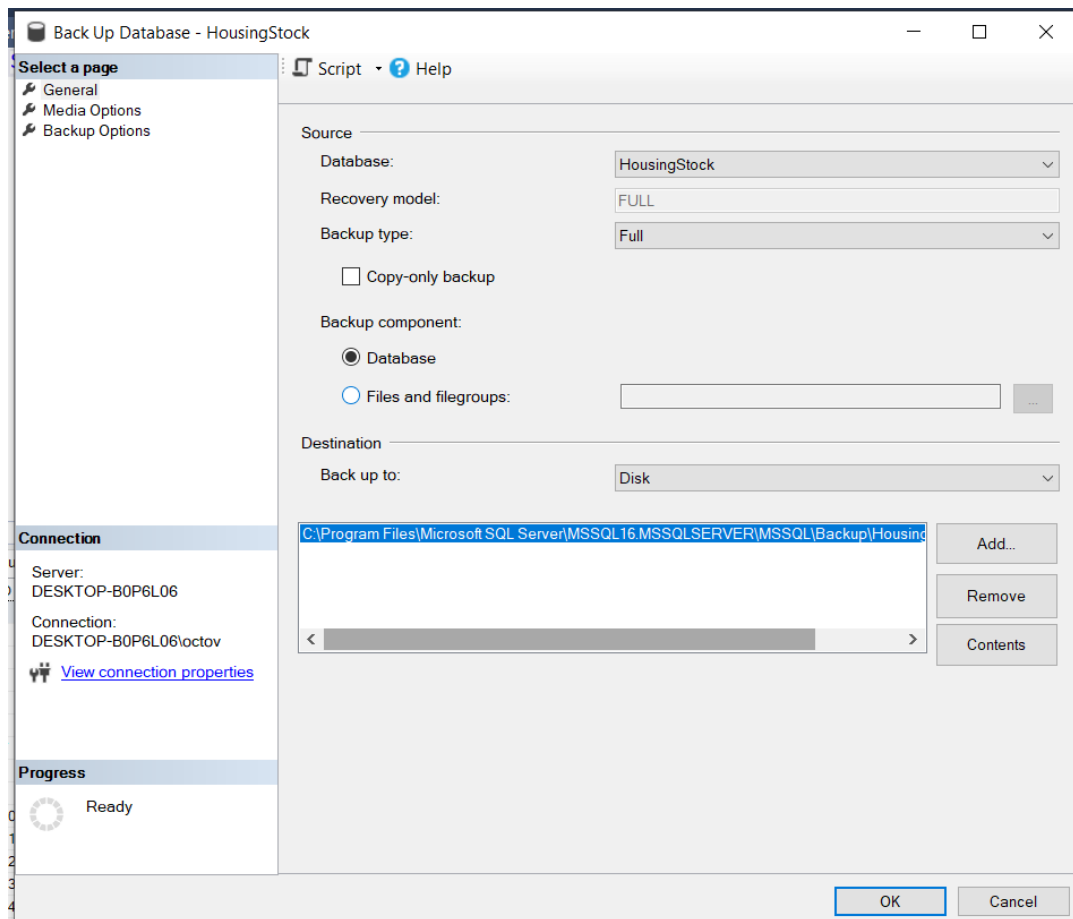 Back Up Database - HousingStock
Select a page
General
Media Options
Backup Options
Script
Help
Source
Database:
HousingStock
Recovery model:
FULL
Backup type:
Full
Copy-only backup
Backup component:
Database
Files and filegroups:
...
Destination
Back up to:
Disk
C:\Program Files\Microsoft SQL Server\MSSQL16.MSSQLSERVER\MSSQL\Backup\Housing
Add...
Remove
Contents
Connection
Server:
DESKTOP-B0P6L06
Connection:
DESKTOP-B0P6L06\octov
View connection properties
Progress
Ready
OK
Cancel